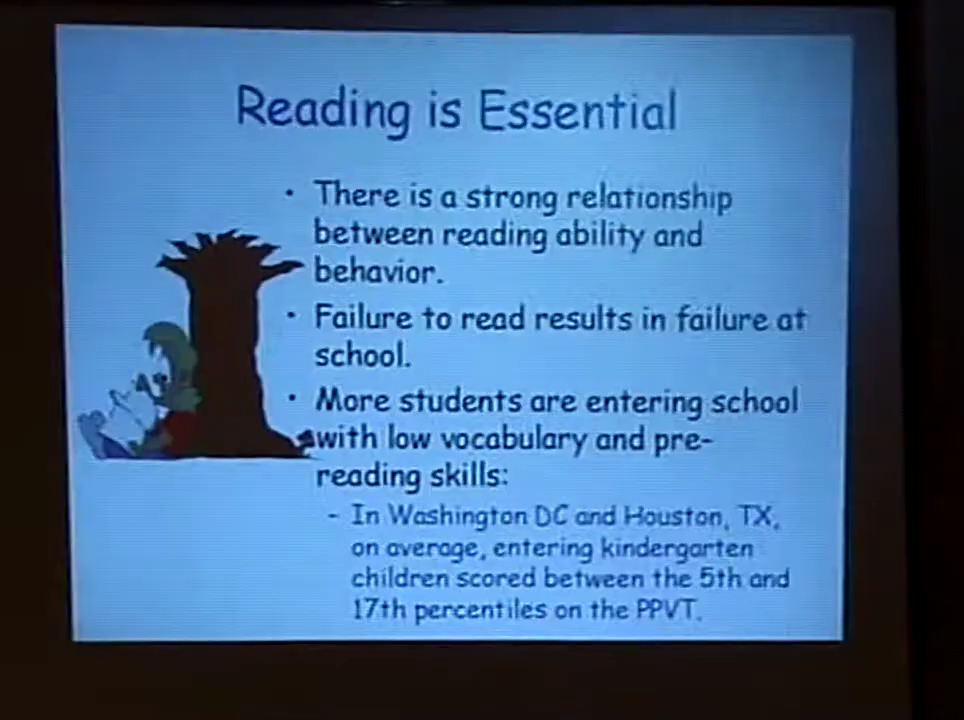 Reading is Essential
• There is a strong relationship
between reading ability and
behavior.
• Failure to read results in failure at
school.
• More students are entering school
with low vocabulary and pre-
reading skills:
- In Washington DC and Houston, TX,
on average, entering kindergarten
children scored between the 5th and
17th percentiles on the PPVT.